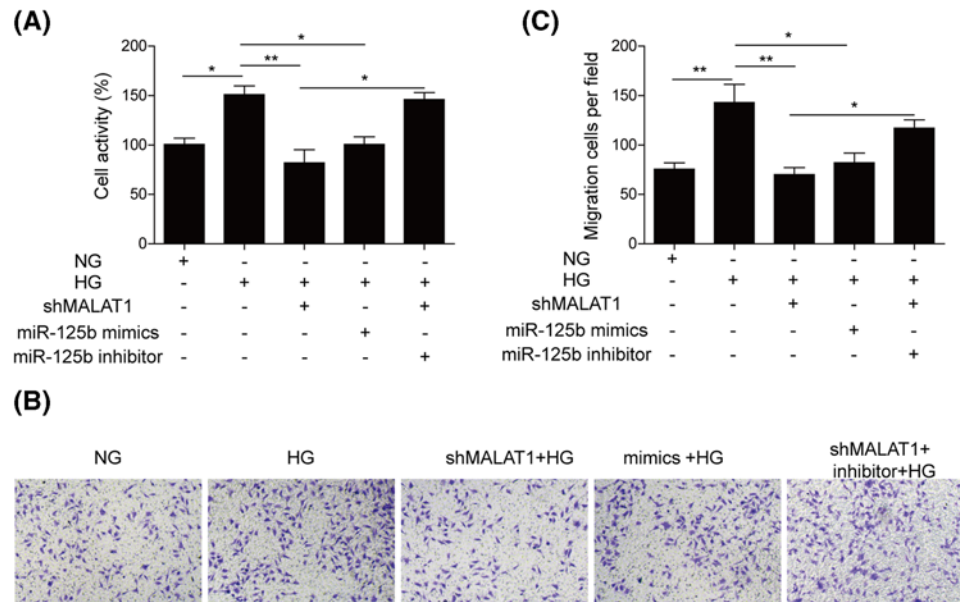 (A)
Cell activity (%)
200
150
100
50
0
* * ** *
NG + - - - -
HG - + + + +
shMALAT1 - - + - +
miR-125b mimics - - - + -
miR-125b inhibitor - - - - +
(C)
Migration cells per field
200
150
100
50
0
** * ** *
NG + - - - -
HG - + + + +
shMALAT1 - - + - +
miR-125b mimics - - - + -
miR-125b inhibitor - - - - +
(B)
NG
HG
shMALAT1+HG
mimics +HG
shMALAT1+
inhibitor+HG